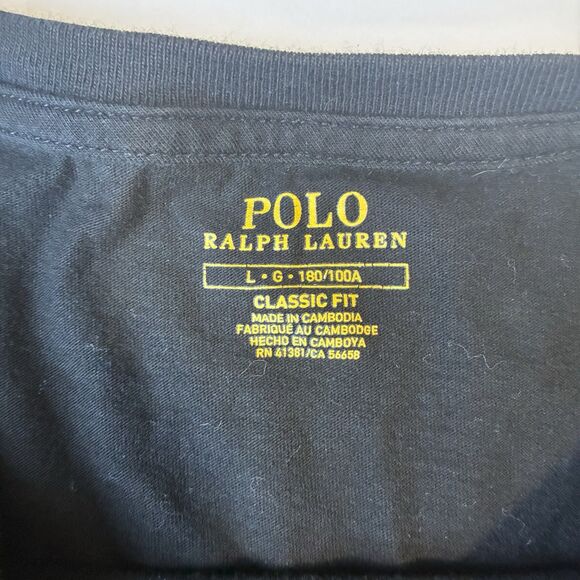 POLO
RALPH LAUREN
L • G • 180/100A
CLASSIC FIT
MADE IN CAMBODIA
FABRIQUÉ AU CAMBODGE
HECHO EN CAMBOYA
RN 41381/CA 56658